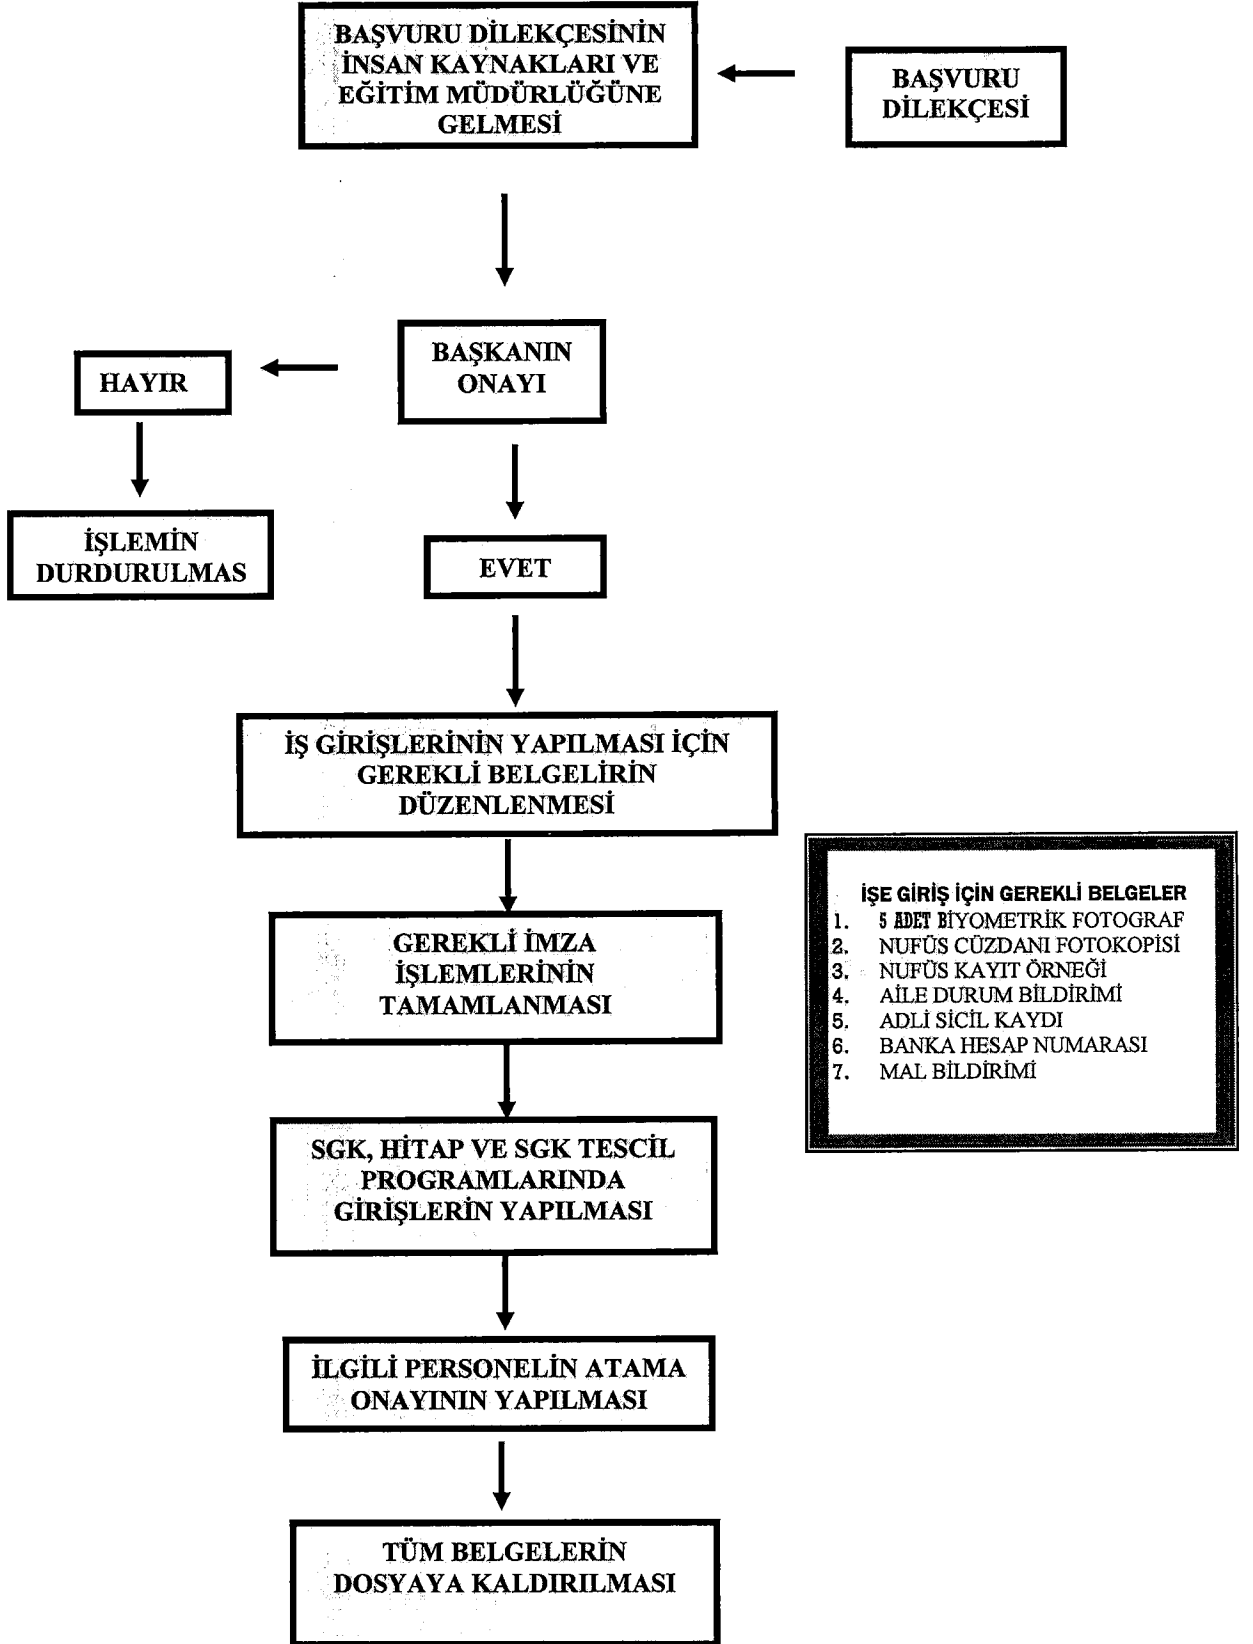 BAŞVURU DİLEKÇESİNİN
İNSAN KAYNAKLARI VE
EĞİTİM MÜDÜRLÜĞÜNE
GELMESİ
BAŞVURU
DİLEKÇESİ
BAŞKANIN
ONAYI
HAYIR
İŞLEMİN
DURDURULMAS
EVET
İŞ GİRİŞLERİNİN YAPILMASI İÇİN
GEREKLİ BELGELİRİN
DÜZENLENMESİ
GEREKLİ İMZA
İŞLEMLERİNİN
TAMAMLANMASI
İŞE GİRİŞ İÇİN GEREKLİ BELGELER
1. 5 ADET BİYOMETRİK FOTOGRAF
2. NUFÜS CÜZDANI FOTOKOPİSİ
3. NUFÜS KAYIT ÖRNEĞİ
4. AİLE DURUM BİLDİRİMİ
5. ADLİ SİCİL KAYDI
6. BANKA HESAP NUMARASI
7. MAL BİLDİRİMİ
SGK, HİTAP VE SGK TESCİL
PROGRAMLARINDA
GİRİŞLERİN YAPILMASI
İLGİLİ PERSONELİN ATAMA
ONAYININ YAPILMASI
TÜM BELGELERİN
DOSYAYA KALDIRILMASI